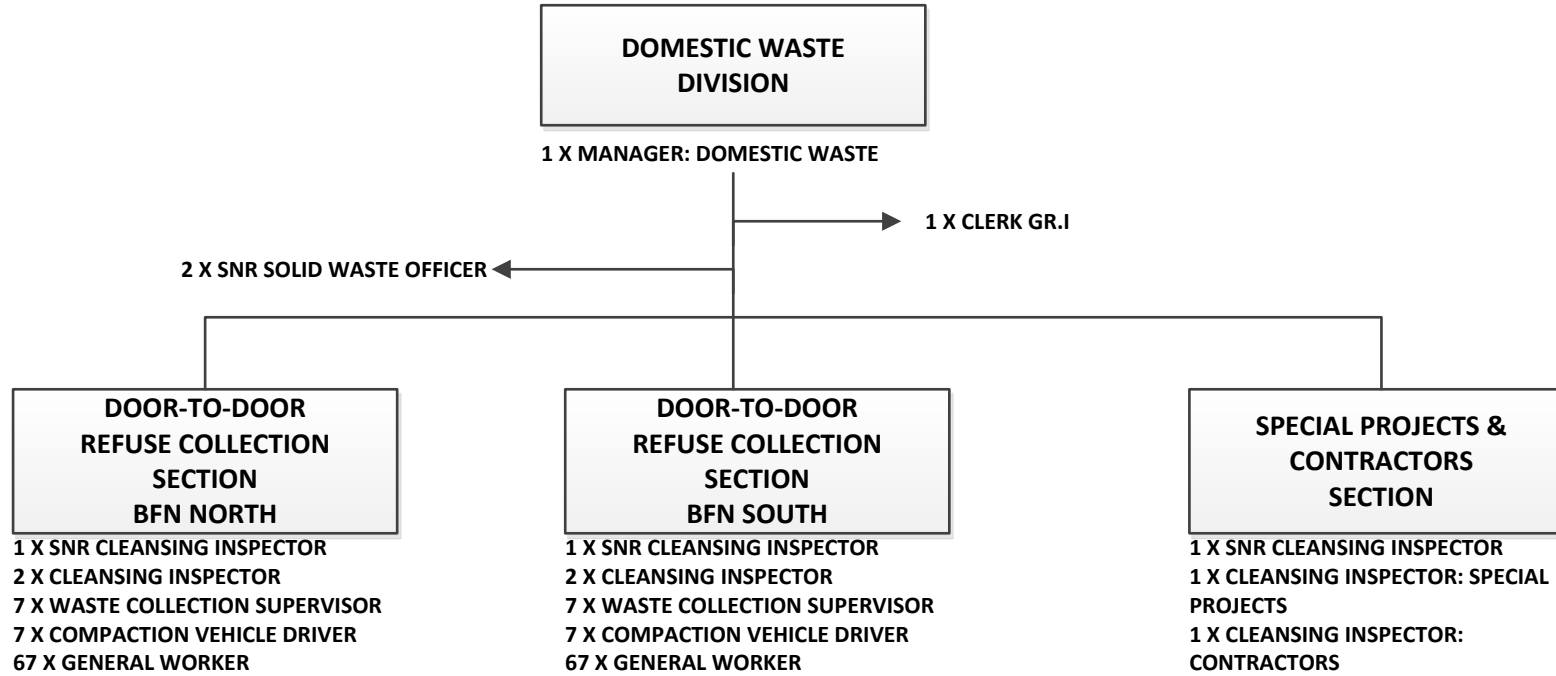 DOMESTIC WASTE
DIVISION
1 X MANAGER: DOMESTIC WASTE
1 X CLERK GR.I
2 X SNR SOLID WASTE OFFICER
DOOR-TO-DOOR
REFUSE COLLECTION
SECTION
BFN NORTH
1 X SNR CLEANSING INSPECTOR
2 X CLEANSING INSPECTOR
7 X WASTE COLLECTION SUPERVISOR
7 X COMPACTION VEHICLE DRIVER
67 X GENERAL WORKER
DOOR-TO-DOOR
REFUSE COLLECTION
SECTION
BFN SOUTH
1 X SNR CLEANSING INSPECTOR
2 X CLEANSING INSPECTOR
7 X WASTE COLLECTION SUPERVISOR
7 X COMPACTION VEHICLE DRIVER
67 X GENERAL WORKER
SPECIAL PROJECTS &
CONTRACTORS
SECTION
1 X SNR CLEANSING INSPECTOR
1 X CLEANSING INSPECTOR: SPECIAL
PROJECTS
1 X CLEANSING INSPECTOR:
CONTRACTORS